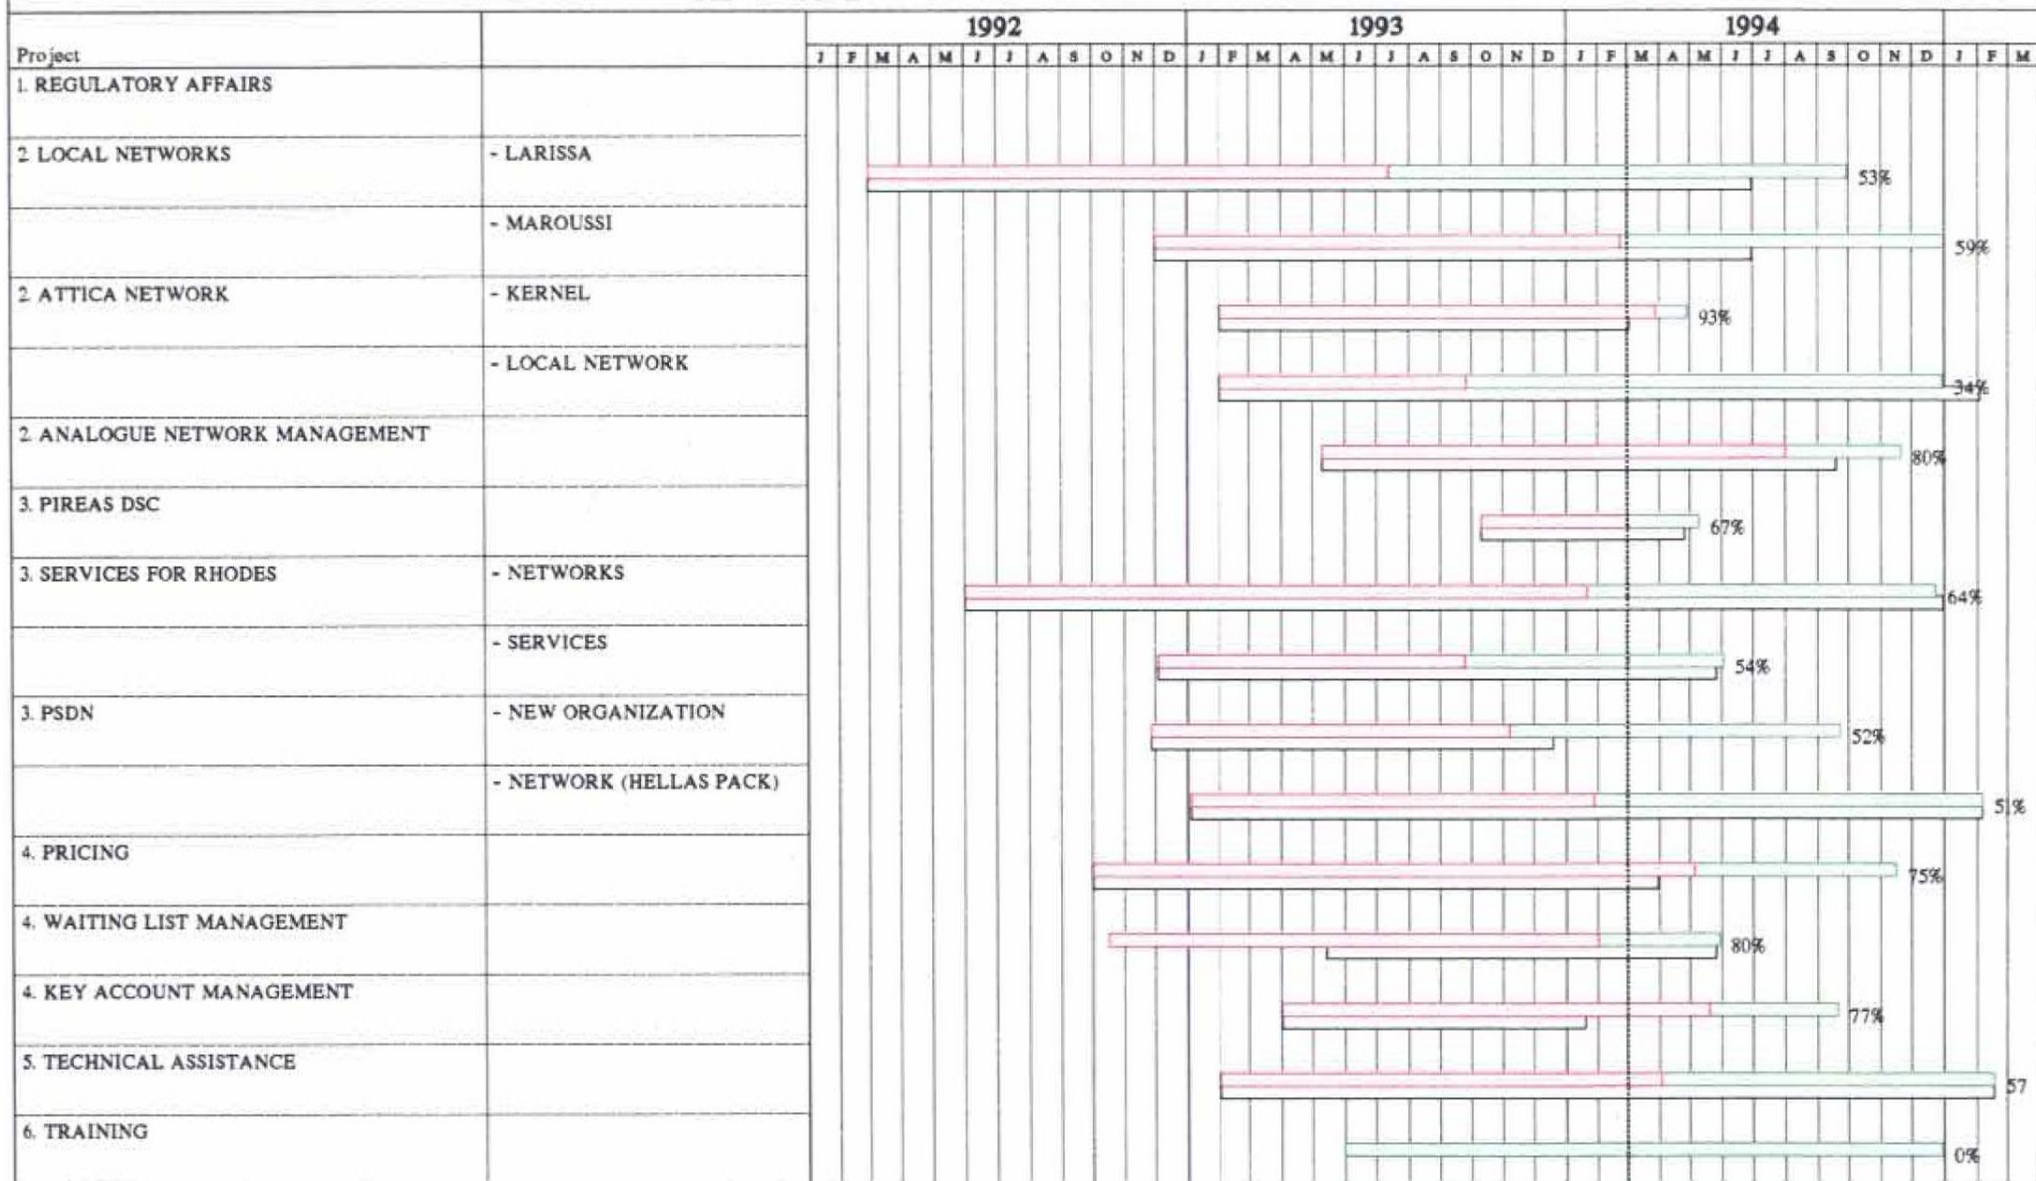 1992 1993 1994
Project J F M A M J J A S O N D J F M A M J J A S O N D J F M A M J J A S O N D J F M
1. REGULATORY AFFAIRS
2. LOCAL NETWORKS - LARISSA
53%
- MAROUSSI
59%
2. ATTICA NETWORK - KERNEL
93%
- LOCAL NETWORK
34%
2. ANALOGUE NETWORK MANAGEMENT
80%
3. PIREAS DSC
67%
3. SERVICES FOR RHODES - NETWORKS
64%
- SERVICES
54%
3. PSDN - NEW ORGANIZATION
52%
- NETWORK (HELLAS PACK)
51%
4. PRICING
75%
4. WAITING LIST MANAGEMENT
80%
4. KEY ACCOUNT MANAGEMENT
77%
5. TECHNICAL ASSISTANCE
57
6. TRAINING
0%